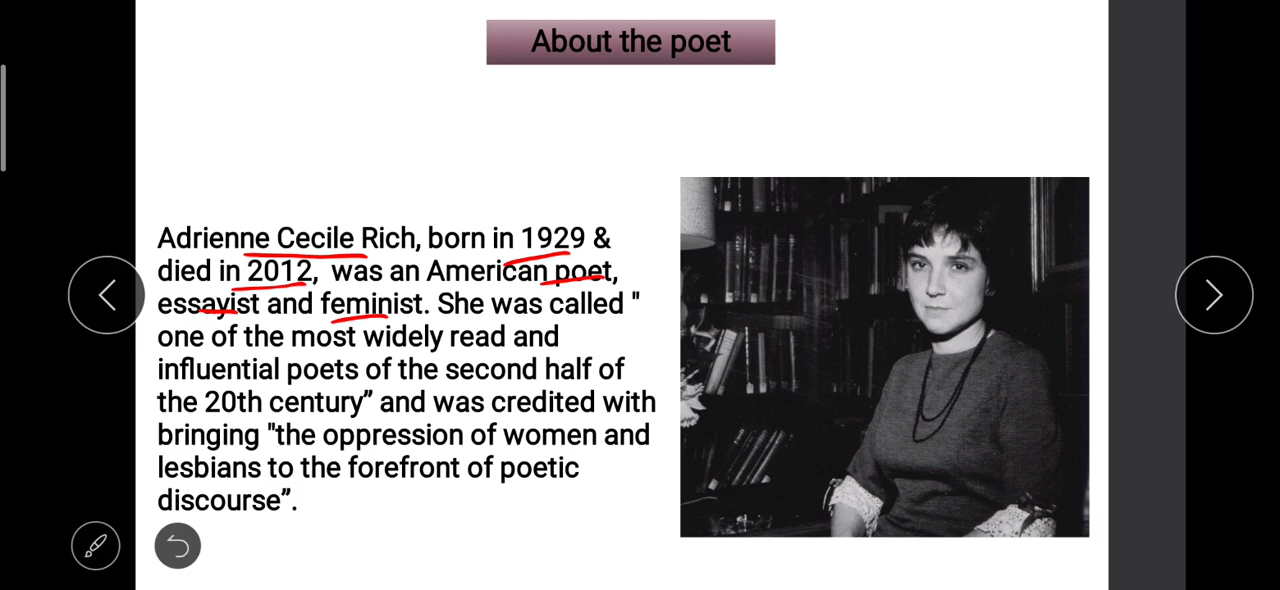 About the poet
Adrienne Cecile Rich, born in 1929 &
died in 2012, was an American poet,
essayist and feminist. She was called "
one of the most widely read and
influential poets of the second half of
the 20th century” and was credited with
bringing "the oppression of women and
lesbians to the forefront of poetic
discourse”.